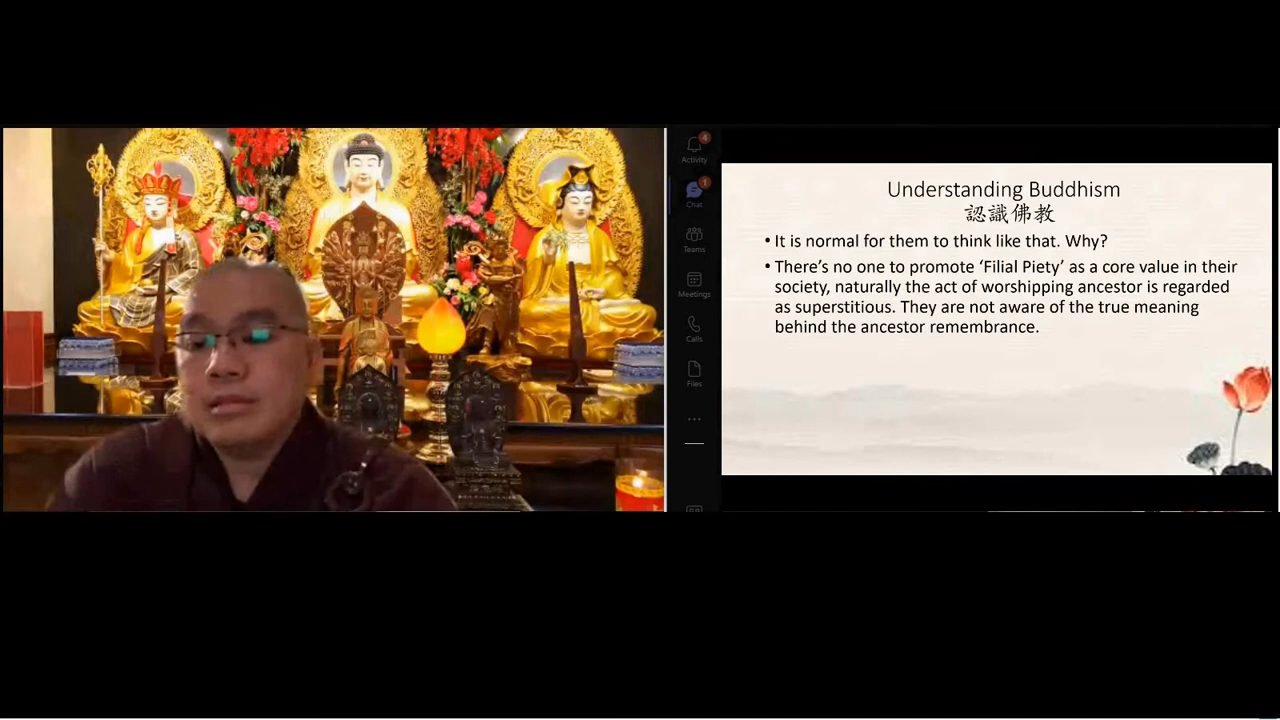 4
Activity
1
Chat
Teams
Meetings
Calls
Files
Understanding Buddhism
認識佛教
• It is normal for them to think like that. Why?
• There's no one to promote ‘Filial Piety’ as a core value in their
society, naturally the act of worshipping ancestor is regarded
as superstitious. They are not aware of the true meaning
behind the ancestor remembrance.